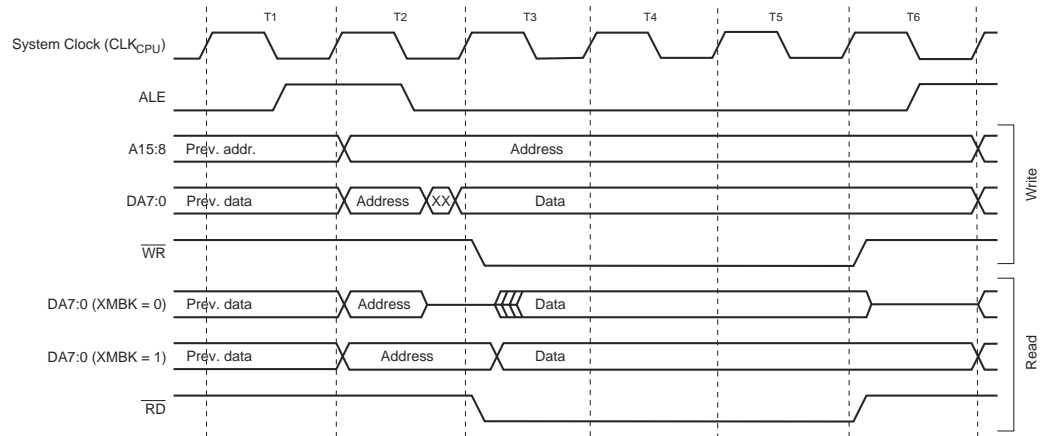 T1 T2 T3 T4 T5 T6
System Clock (CLKCPU)
ALE
A15:8 Prev. addr. Address
DA7:0 Prev. data Address XX Data
WR
Write
DA7:0 (XMBK = 0) Prev. data Address Data
DA7:0 (XMBK = 1) Prev. data Address Data
RD
Read